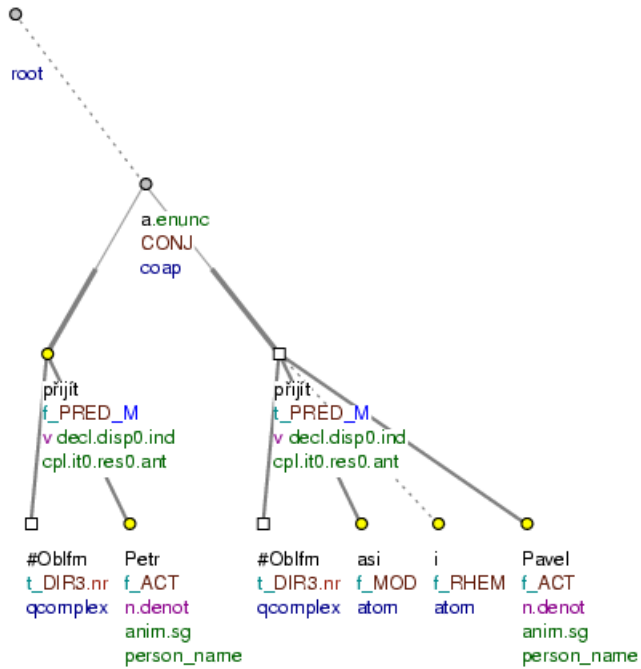 root
a.enunc
CONJ
coap
přijít
f_PRED_M
v decl.disp0.ind
cpl.it0.res0.ant
přijít
t_PRED_M
v decl.disp0.ind
cpl.it0.res0.ant
#Oblfm
t_DIR3.nr
qcomplex
Petr
f_ACT
n.denot
anim.sg
person_name
#Oblfm
t_DIR3.nr
qcomplex
asi
f_MOD
atom
i
f_RHEM
atom
Pavel
f_ACT
n.denot
anim.sg
person_name